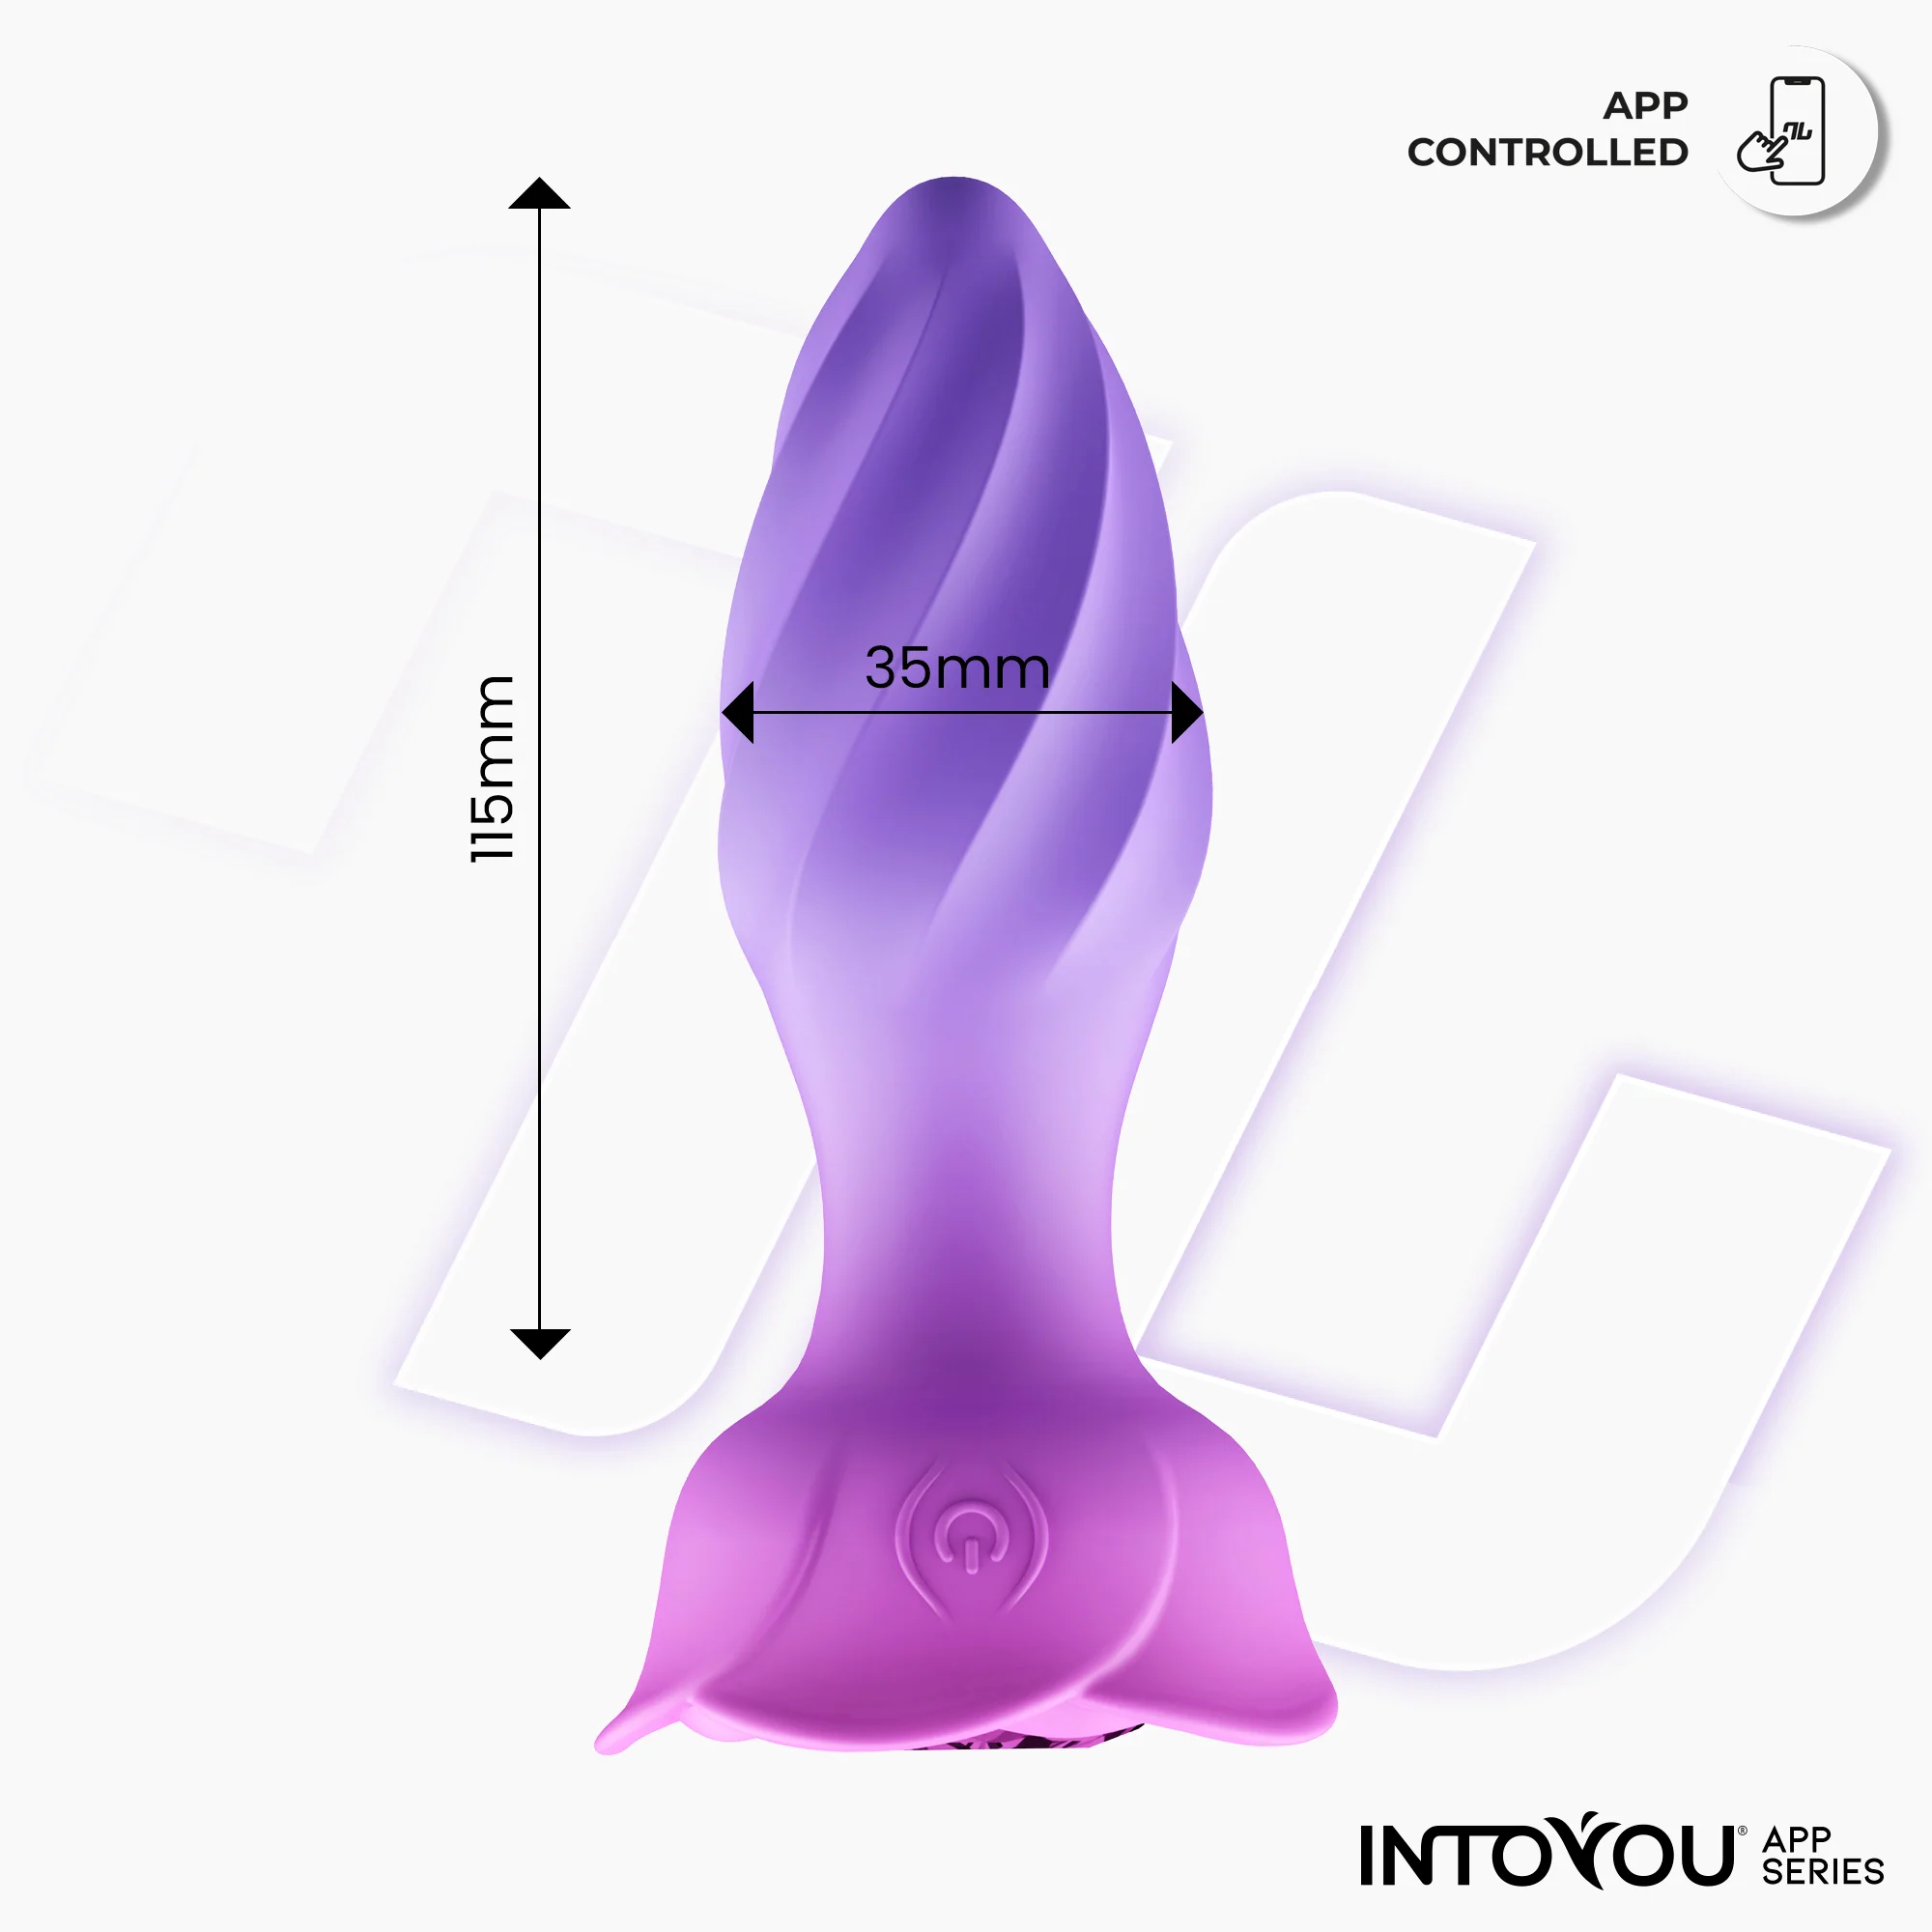 APP
CONTROLLED
35mm
115mm
INTOYOU® APP
SERIES